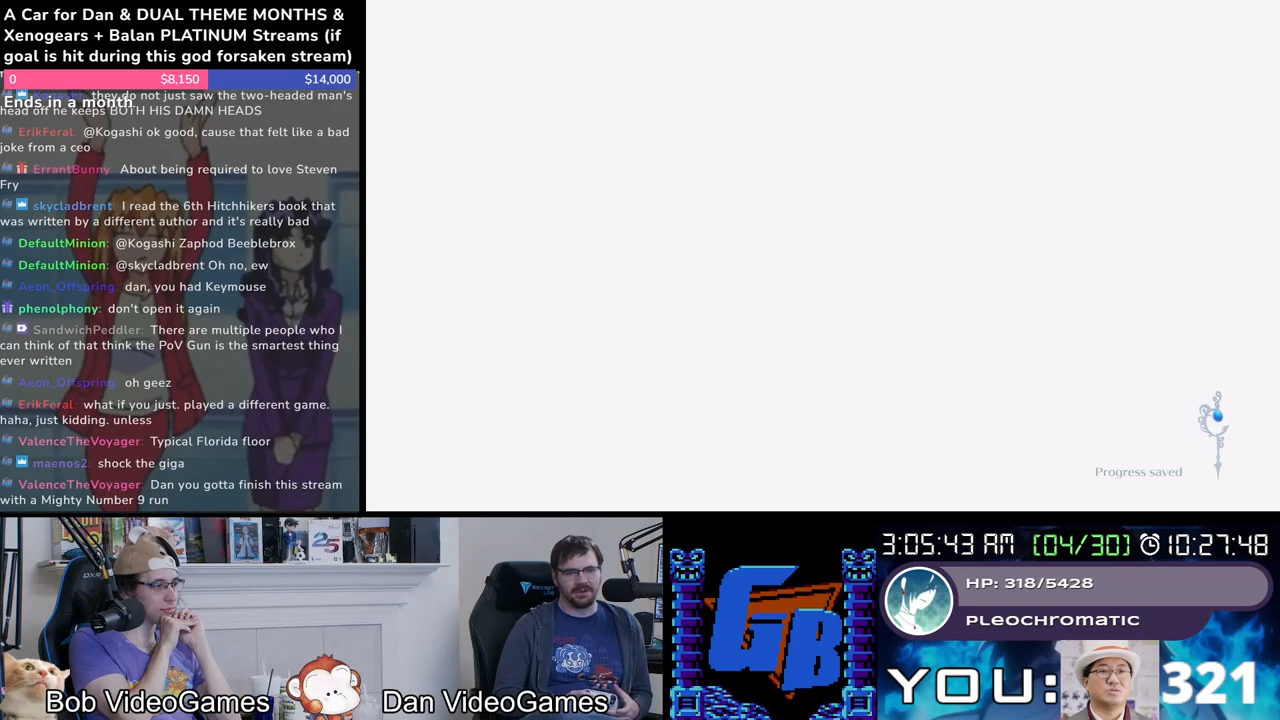 A Car for Dan & DUAL THEME MONTHS &
Xenogears + Balan PLATINUM Streams (if
goal is hit during this god forsaken stream)
0 $8,150 $14,000
Ends in a month
they do not just saw the two-headed man's
head off he keeps BOTH HIS DAMN HEADS
ErikFeral: @Kogashi ok good, cause that felt like a bad
joke from a ceo
ErrantBunny: About being required to love Steven
Fry
skycladbrent: I read the 6th Hitchhikers book that
was written by a different author and it's really bad
DefaultMinion: @Kogashi Zaphod Beeblebrox
DefaultMinion: @skycladbrent Oh no, ew
Aeon_Offspring: dan, you had Keymouse
phenolphony: don't open it again
SandwichPeddler: There are multiple people who I
can think of that think the PoV Gun is the smartest thing
ever written
Aeon_Offspring: oh geez
ErikFeral: what if you just. played a different game.
haha, just kidding. unless
ValenceTheVoyager: Typical Florida floor
maenos2: shock the giga
ValenceTheVoyager: Dan you gotta finish this stream
with a Mighty Number 9 run
Progress saved
Bob VideoGames
Dan VideoGames
GB
3:05:43 AM [04/30] 10:27:48
HP: 318/5428
Pleochromatic
YOU: 321
25